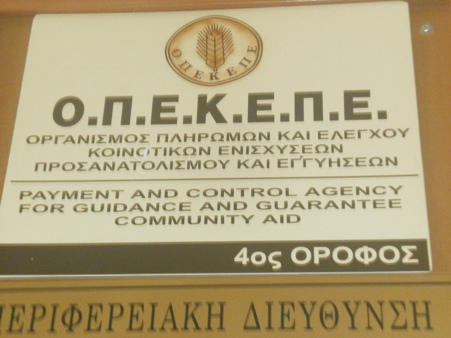 ΟΠΕΚΕΠΕ
Ο.Π.Ε.Κ.Ε.Π.Ε.
ΟΡΓΑΝΙΣΜΟΣ ΠΛΗΡΩΜΩΝ ΚΑΙ ΕΛΕΓΧΟΥ
ΚΟΙΝΟΤΙΚΩΝ ΕΝΙΣΧΥΣΕΩΝ
ΠΡΟΣΑΝΑΤΟΛΙΣΜΟΥ ΚΑΙ ΕΓΓΥΗΣΕΩΝ
PAYMENT AND CONTROL AGENCY
FOR GUIDANCE AND GUARANTEE
COMMUNITY AID
4ος ΟΡΟΦΟΣ
ΠΕΡΙΦΕΡΕΙΑΚΗ ΔΙΕΥΘΥΝΣΗ